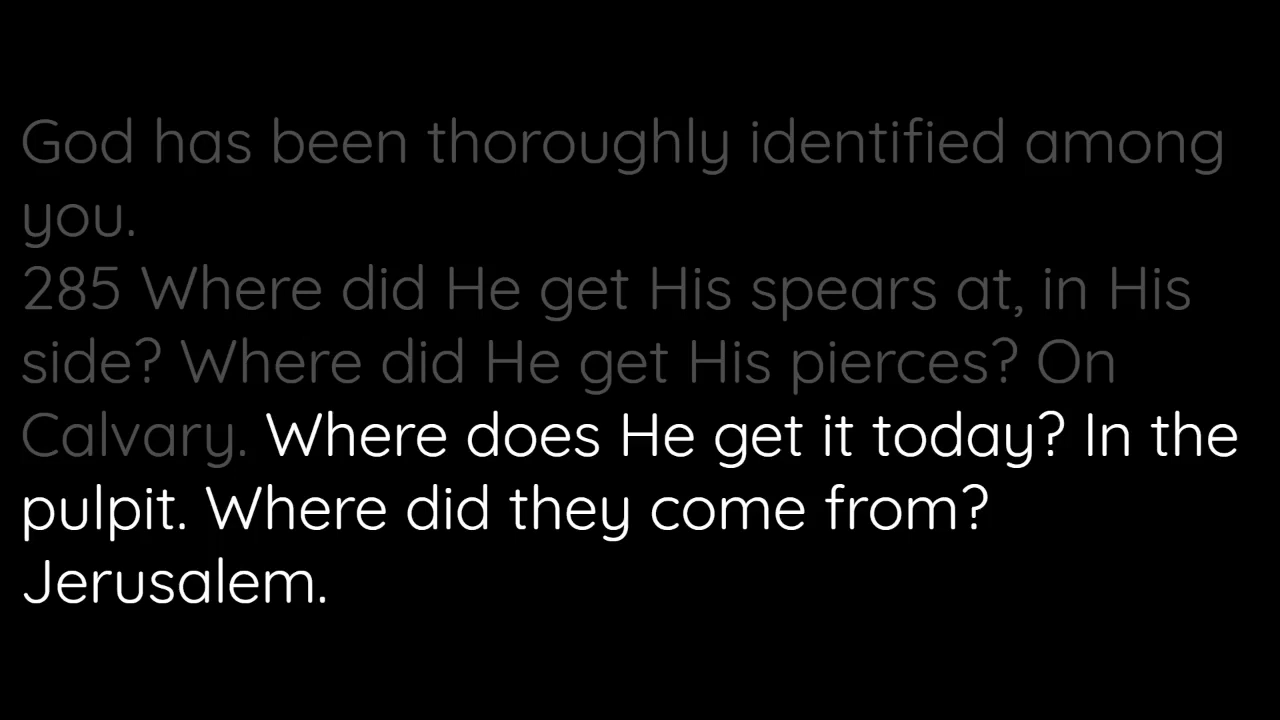 God has been thoroughly identified among
you.
285 Where did He get His spears at, in His
side? Where did He get His pierces? On
Calvary. Where does He get it today? In the
pulpit. Where did they come from?
Jerusalem.